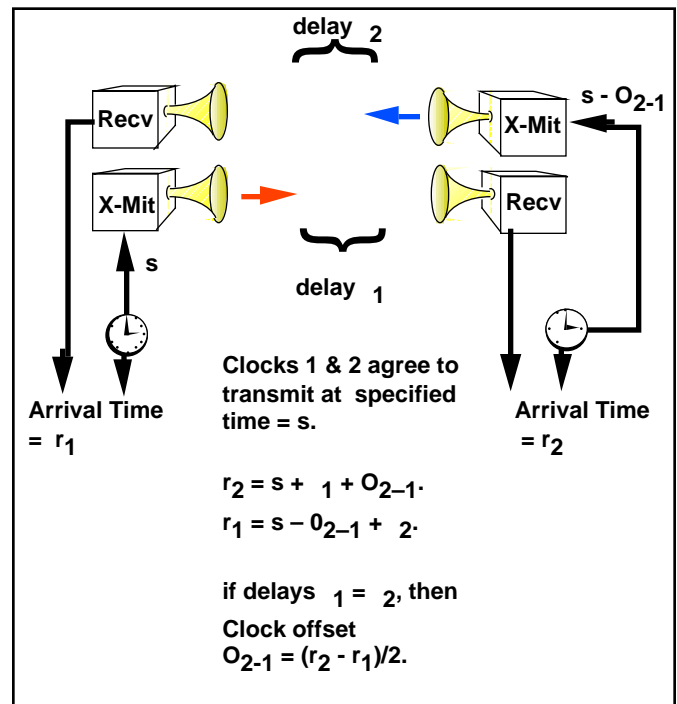 delay 2
s - O2-1
Recv
X-Mit
X-Mit
Recv
s
delay 1
Clocks 1 & 2 agree to
transmit at specified
time = s.
Arrival Time
= r1
Arrival Time
= r2
r2 = s + 1 + O2–1.
r1 = s – 02–1 + 2.
if delays 1 = 2, then
Clock offset
O2-1 = (r2 - r1)/2.